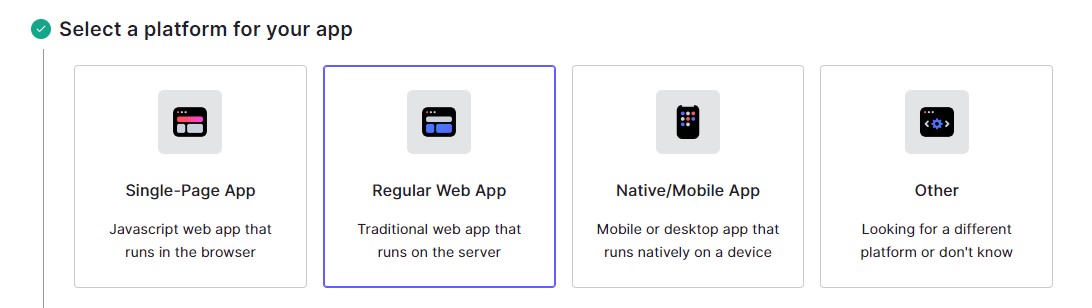 Select a platform for your app
Single-Page App
Javascript web app that
runs in the browser
Regular Web App
Traditional web app that
runs on the server
Native/Mobile App
Mobile or desktop app that
runs natively on a device
Other
Looking for a different
platform or don't know